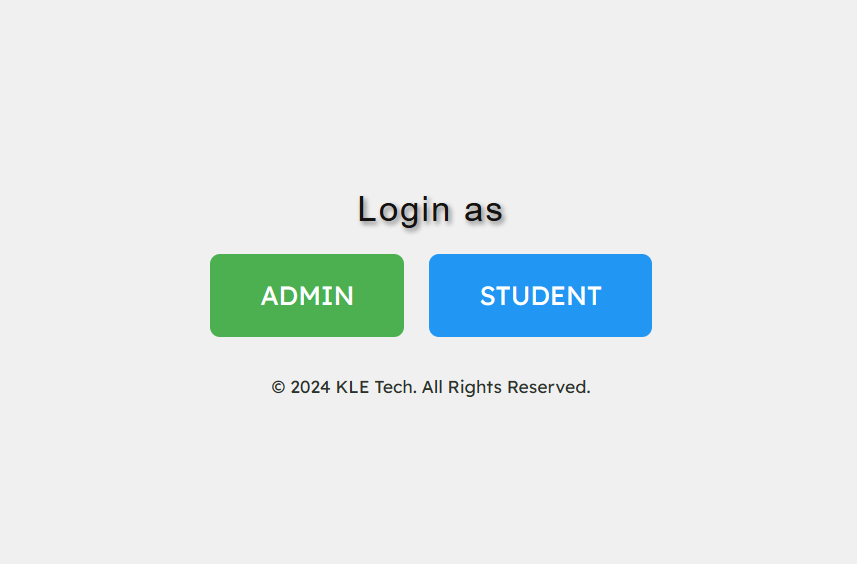 Login as
ADMIN STUDENT
© 2024 KLE Tech. All Rights Reserved.